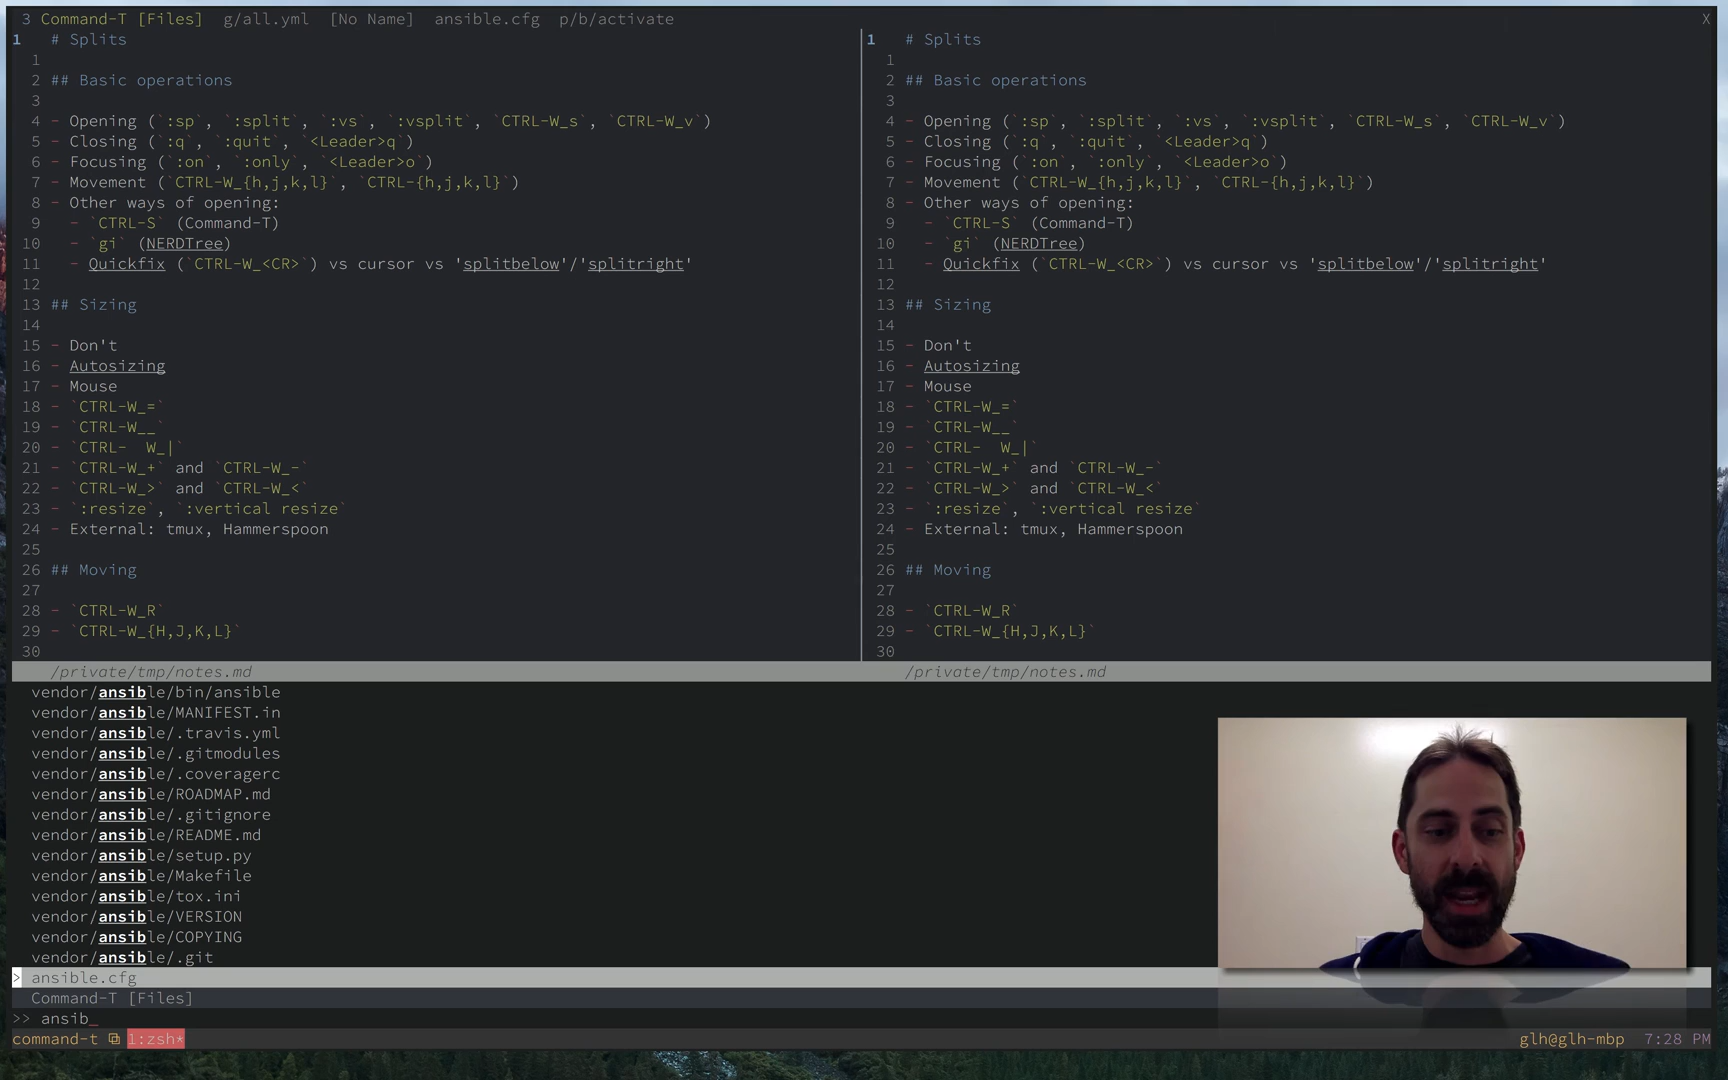 3 Command-T [Files] g/all.yml [No Name] ansible.cfg p/b/activate X
1 # Splits
1
2 ## Basic operations
3
4 - Opening (`:sp`, `:split`, `:vs`, `:vsplit`, `CTRL-W_s`, `CTRL-W_v`)
5 - Closing (`:q`, `:quit`, `<Leader>q`)
6 - Focusing (`:on`, `:only`, `<Leader>o`)
7 - Movement (`CTRL-W_{h,j,k,l}`, `CTRL-{h,j,k,l}`)
8 - Other ways of opening:
9 - `CTRL-S` (Command-T)
10 - `gi` (NERDTree)
11 - Quickfix (`CTRL-W_<CR>`) vs cursor vs 'splitbelow'/'splitright'
12
13 ## Sizing
14
15 - Don't
16 - Autosizing
17 - Mouse
18 - `CTRL-W_=`
19 - `CTRL-W__`
20 - `CTRL-  W_|`
21 - `CTRL-W_+` and `CTRL-W_-`
22 - `CTRL-W_>` and `CTRL-W_<`
23 - `:resize`, `:vertical resize`
24 - External: tmux, Hammerspoon
25
26 ## Moving
27
28 - `CTRL-W_R`
29 - `CTRL-W_{H,J,K,L}`
30
/private/tmp/notes.md
1 # Splits
1
2 ## Basic operations
3
4 - Opening (`:sp`, `:split`, `:vs`, `:vsplit`, `CTRL-W_s`, `CTRL-W_v`)
5 - Closing (`:q`, `:quit`, `<Leader>q`)
6 - Focusing (`:on`, `:only`, `<Leader>o`)
7 - Movement (`CTRL-W_{h,j,k,l}`, `CTRL-{h,j,k,l}`)
8 - Other ways of opening:
9 - `CTRL-S` (Command-T)
10 - `gi` (NERDTree)
11 - Quickfix (`CTRL-W_<CR>`) vs cursor vs 'splitbelow'/'splitright'
12
13 ## Sizing
14
15 - Don't
16 - Autosizing
17 - Mouse
18 - `CTRL-W_=`
19 - `CTRL-W__`
20 - `CTRL-  W_|`
21 - `CTRL-W_+` and `CTRL-W_-`
22 - `CTRL-W_>` and `CTRL-W_<`
23 - `:resize`, `:vertical resize`
24 - External: tmux, Hammerspoon
25
26 ## Moving
27
28 - `CTRL-W_R`
29 - `CTRL-W_{H,J,K,L}`
30
/private/tmp/notes.md
vendor/ansible/bin/ansible
vendor/ansible/MANIFEST.in
vendor/ansible/.travis.yml
vendor/ansible/.gitmodules
vendor/ansible/.coveragerc
vendor/ansible/ROADMAP.md
vendor/ansible/.gitignore
vendor/ansible/README.md
vendor/ansible/setup.py
vendor/ansible/Makefile
vendor/ansible/tox.ini
vendor/ansible/VERSION
vendor/ansible/COPYING
vendor/ansible/.git
> ansible.cfg
Command-T [Files]
>> ansib_
command-t 1:zsh* glh@glh-mbp 7:28 PM